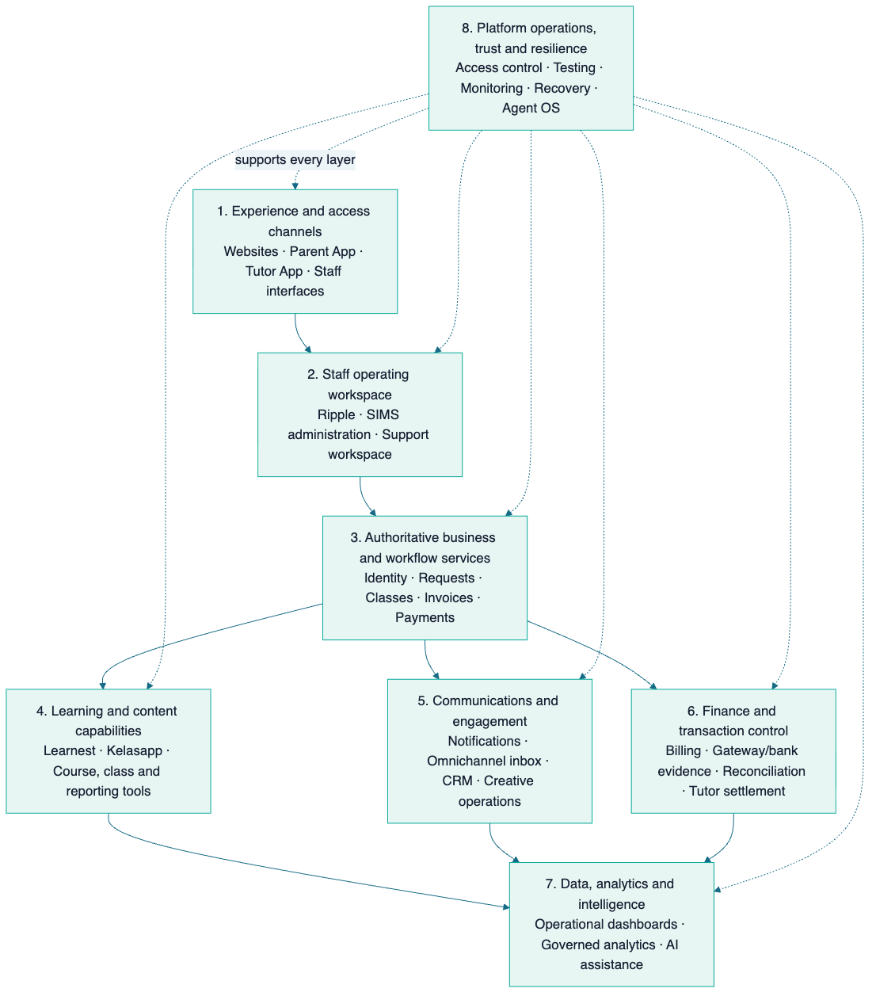 8. Platform operations,
trust and resilience
Access control · Testing ·
Monitoring · Recovery ·
Agent OS
supports every layer
1. Experience and access
channels
Websites · Parent App ·
Tutor App · Staff
interfaces
2. Staff operating
workspace
Ripple · SIMS
administration · Support
workspace
3. Authoritative business
and workflow services
Identity · Requests ·
Classes · Invoices ·
Payments
4. Learning and content
capabilities
Learnest · Kelasapp ·
Course, class and
reporting tools
5. Communications and
engagement
Notifications ·
Omnichannel inbox ·
CRM · Creative
operations
6. Finance and
transaction control
Billing · Gateway/bank
evidence · Reconciliation
· Tutor settlement
7. Data, analytics and
intelligence
Operational dashboards ·
Governed analytics · AI
assistance